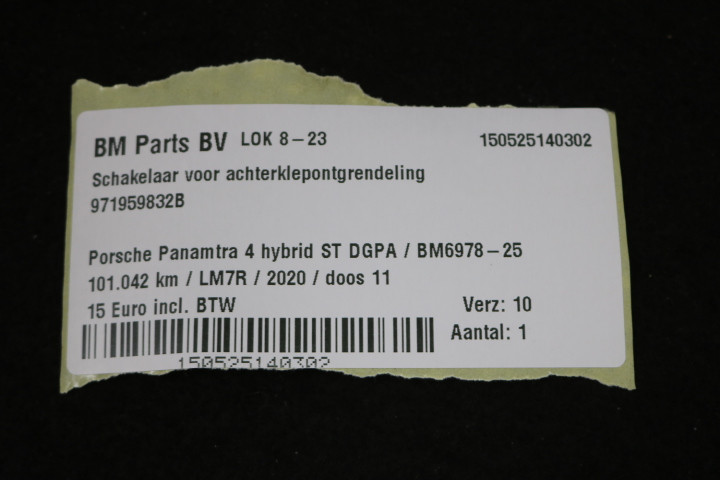 BM Parts BV LOK 8-23 150525140302
Schakelaar voor achterklepontgrendeling
971959832B
Porsche Panamtra 4 hybrid ST DGPA / BM6978-25
101.042 km / LM7R / 2020 / doos 11
15 Euro incl. BTW Verz: 10
Aantal: 1
150525140302